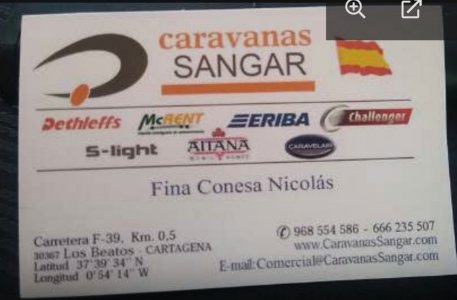 caravanas
SANGAR
Dethleffs McRENT ERIBA Challenger
S-light AITANA CARAVELAIR
Fina Conesa Nicolás
Carretera F-39, Km. 0,5
30367 Los Beatos - CARTAGENA
Latitud 37°39'34" N
Longitud 0°54'14" W
✆ 968 554 586 - 666 235 507
www.CaravanasSangar.com
E-mail: Comercial@CaravanasSangar.com